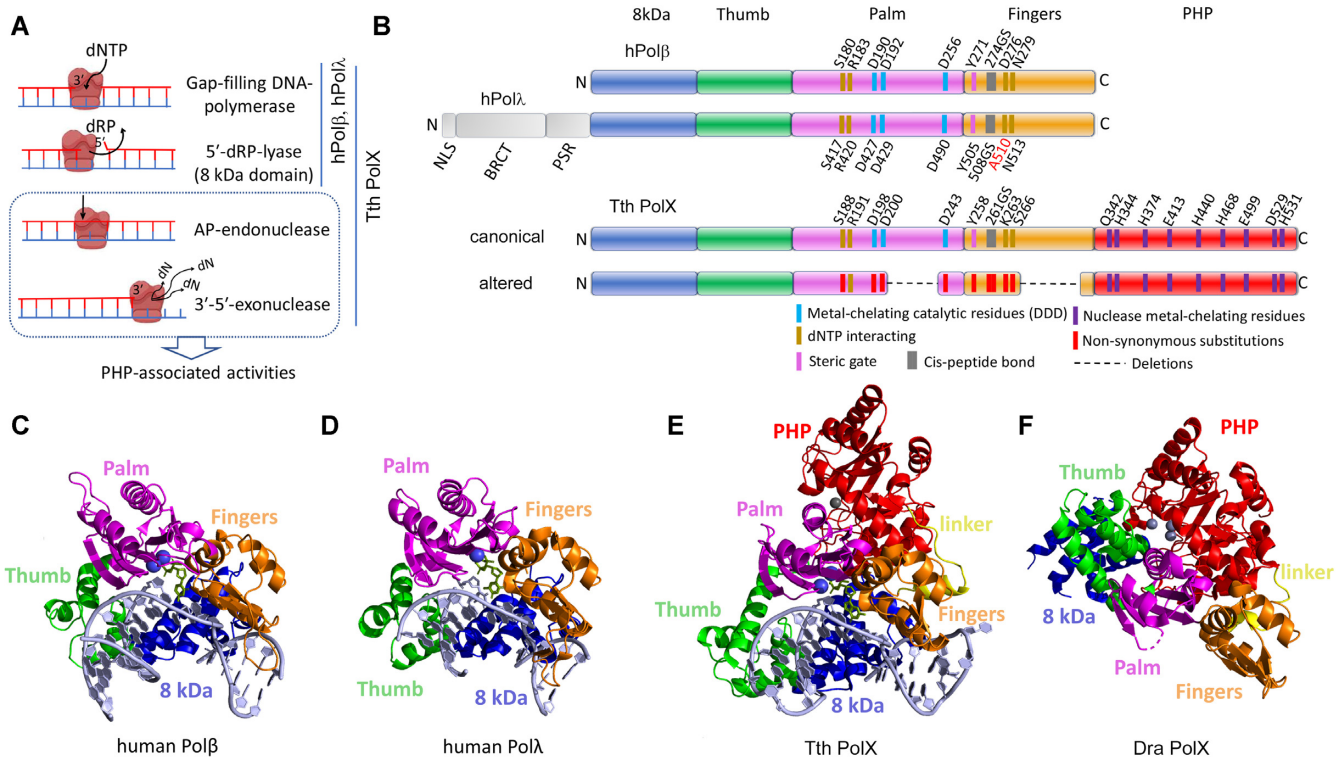 A
dNTP
3′
Gap-filling DNA-
polymerase
dRP
5′
5′-dRP-lyase
(8 kDa domain)
hPolβ, hPolλ
Tth PolX
AP-endonuclease
dN
dN
3′
3′-5′-exonuclease
PHP-associated activities
B
8kDa Thumb Palm Fingers PHP
hPolβ
S180 R183 D190 D192 D256 Y271 274GS D276 N279
N C
hPolλ
N C
NLS BRCT PSR
S417 R420 D427 D429 D490 Y505 508GS A510 N513
Tth PolX
S188 R191 D198 D200 D243 Y258 261GS K263 S266 Q342 H344 H374 E413 H440 H468 E499 D529 H531
canonical N C
altered N C
Metal-chelating catalytic residues (DDD)
dNTP interacting
Steric gate
Cis-peptide bond
Nuclease metal-chelating residues
Non-synonymous substitutions
Deletions
C
Palm
Fingers
Thumb
8 kDa
human Polβ
D
Palm
Fingers
Thumb
8 kDa
human Polλ
E
PHP
Palm
linker
Thumb
Fingers
8 kDa
Tth PolX
F
PHP
Thumb
linker
8 kDa
Palm
Fingers
Dra PolX